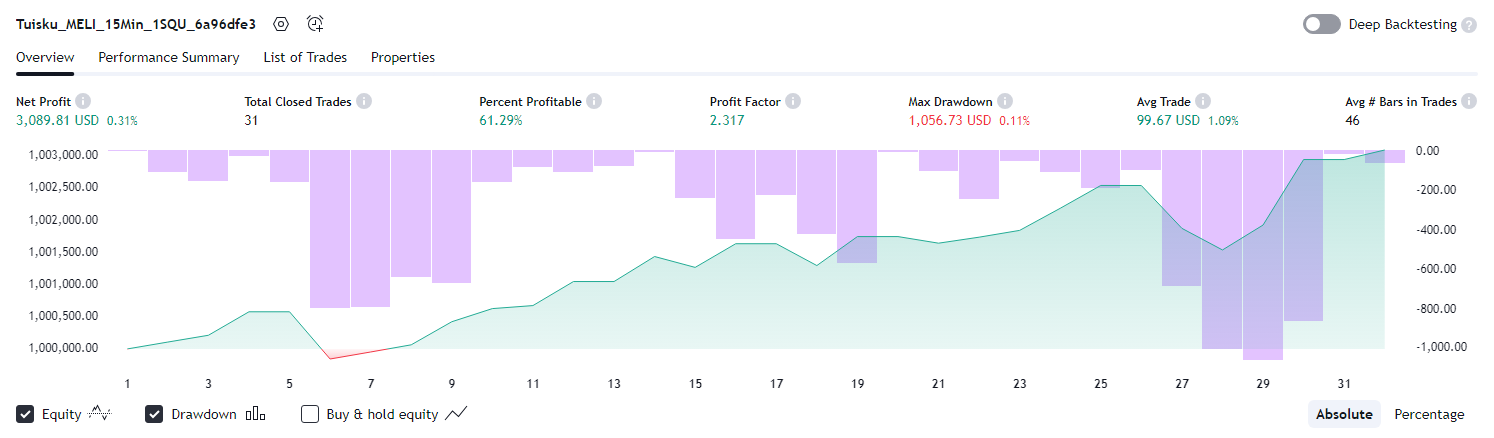 Tuisku_MELI_15Min_1SQU_6a96dfe3 Deep Backtesting ?
Overview Performance Summary List of Trades Properties
Net Profit i Total Closed Trades i Percent Profitable i Profit Factor i Max Drawdown i Avg Trade i Avg # Bars in Trades i
3,089.81 USD 0.31% 31 61.29% 2.317 1,056.73 USD 0.11% 99.67 USD 1.09% 46
1,003,000.00 0.00
1,002,500.00 -200.00
1,002,000.00 -400.00
1,001,500.00 -600.00
1,001,000.00
1,000,500.00 -800.00
1,000,000.00 -1,000.00
1 3 5 7 9 11 13 15 17 19 21 23 25 27 29 31
Equity Drawdown Buy & hold equity Absolute Percentage